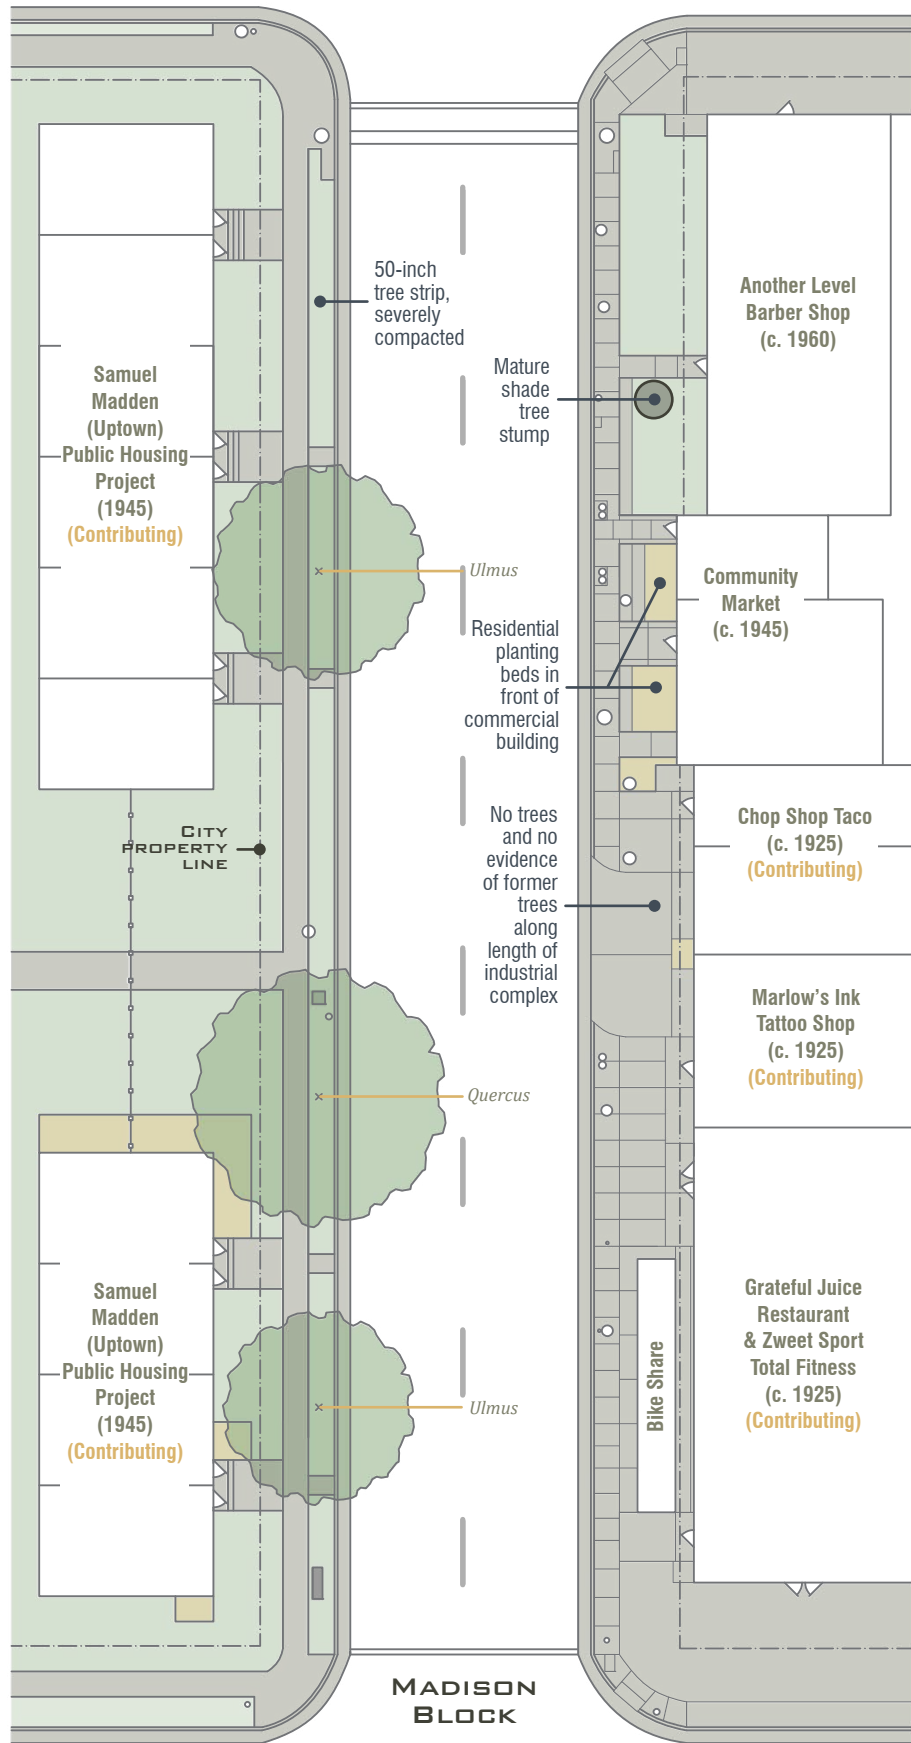 50-inch
tree strip,
severely
compacted
Another Level
Barber Shop
(c. 1960)
Mature
shade
tree
stump
Samuel
Madden
(Uptown)
Public Housing
Project
(1945)
(Contributing)
Ulmus
Community
Market
(c. 1945)
Residential
planting
beds in
front of
commercial
building
City
Property
Line
No trees
and no
evidence
of former
trees
along
length of
industrial
complex
Chop Shop Taco
(c. 1925)
(Contributing)
Marlow's Ink
Tattoo Shop
(c. 1925)
(Contributing)
Quercus
Samuel
Madden
(Uptown)
Public Housing
Project
(1945)
(Contributing)
Ulmus
Bike Share
Grateful Juice
Restaurant
& Zweet Sport
Total Fitness
(c. 1925)
(Contributing)
Madison
Block